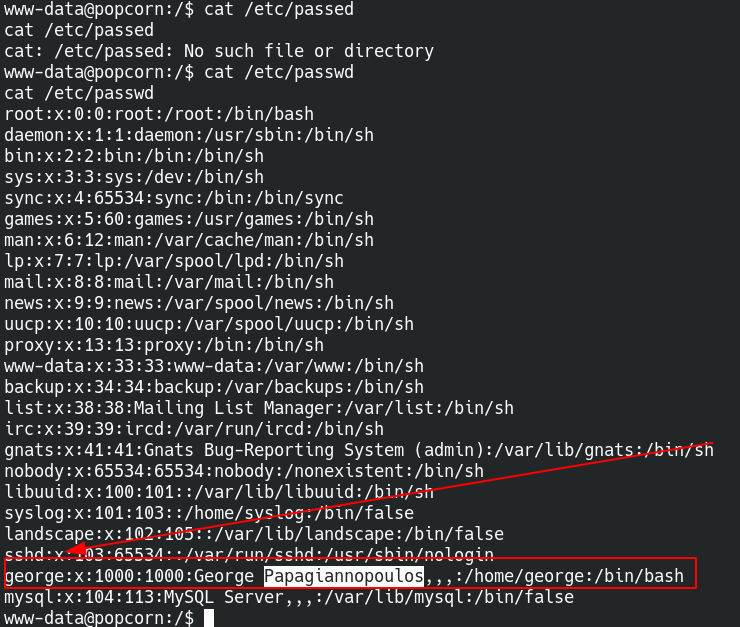 www-data@popcorn:/$ cat /etc/passed
cat /etc/passed
cat: /etc/passed: No such file or directory
www-data@popcorn:/$ cat /etc/passwd
cat /etc/passwd
root:x:0:0:root:/root:/bin/bash
daemon:x:1:1:daemon:/usr/sbin:/bin/sh
bin:x:2:2:bin:/bin:/bin/sh
sys:x:3:3:sys:/dev:/bin/sh
sync:x:4:65534:sync:/bin:/bin/sync
games:x:5:60:games:/usr/games:/bin/sh
man:x:6:12:man:/var/cache/man:/bin/sh
lp:x:7:7:lp:/var/spool/lpd:/bin/sh
mail:x:8:8:mail:/var/mail:/bin/sh
news:x:9:9:news:/var/spool/news:/bin/sh
uucp:x:10:10:uucp:/var/spool/uucp:/bin/sh
proxy:x:13:13:proxy:/bin:/bin/sh
www-data:x:33:33:www-data:/var/www:/bin/sh
backup:x:34:34:backup:/var/backups:/bin/sh
list:x:38:38:Mailing List Manager:/var/list:/bin/sh
irc:x:39:39:ircd:/var/run/ircd:/bin/sh
gnats:x:41:41:Gnats Bug-Reporting System (admin):/var/lib/gnats:/bin/sh
nobody:x:65534:65534:nobody:/nonexistent:/bin/sh
libuuid:x:100:101::/var/lib/libuuid:/bin/sh
syslog:x:101:103::/home/syslog:/bin/false
landscape:x:102:105::/var/lib/landscape:/bin/false
sshd:x:103:65534::/var/run/sshd:/usr/sbin/nologin
george:x:1000:1000:George Papagiannopoulos,,,:/home/george:/bin/bash
mysql:x:104:113:MySQL Server,,,:/var/lib/mysql:/bin/false
www-data@popcorn:/$